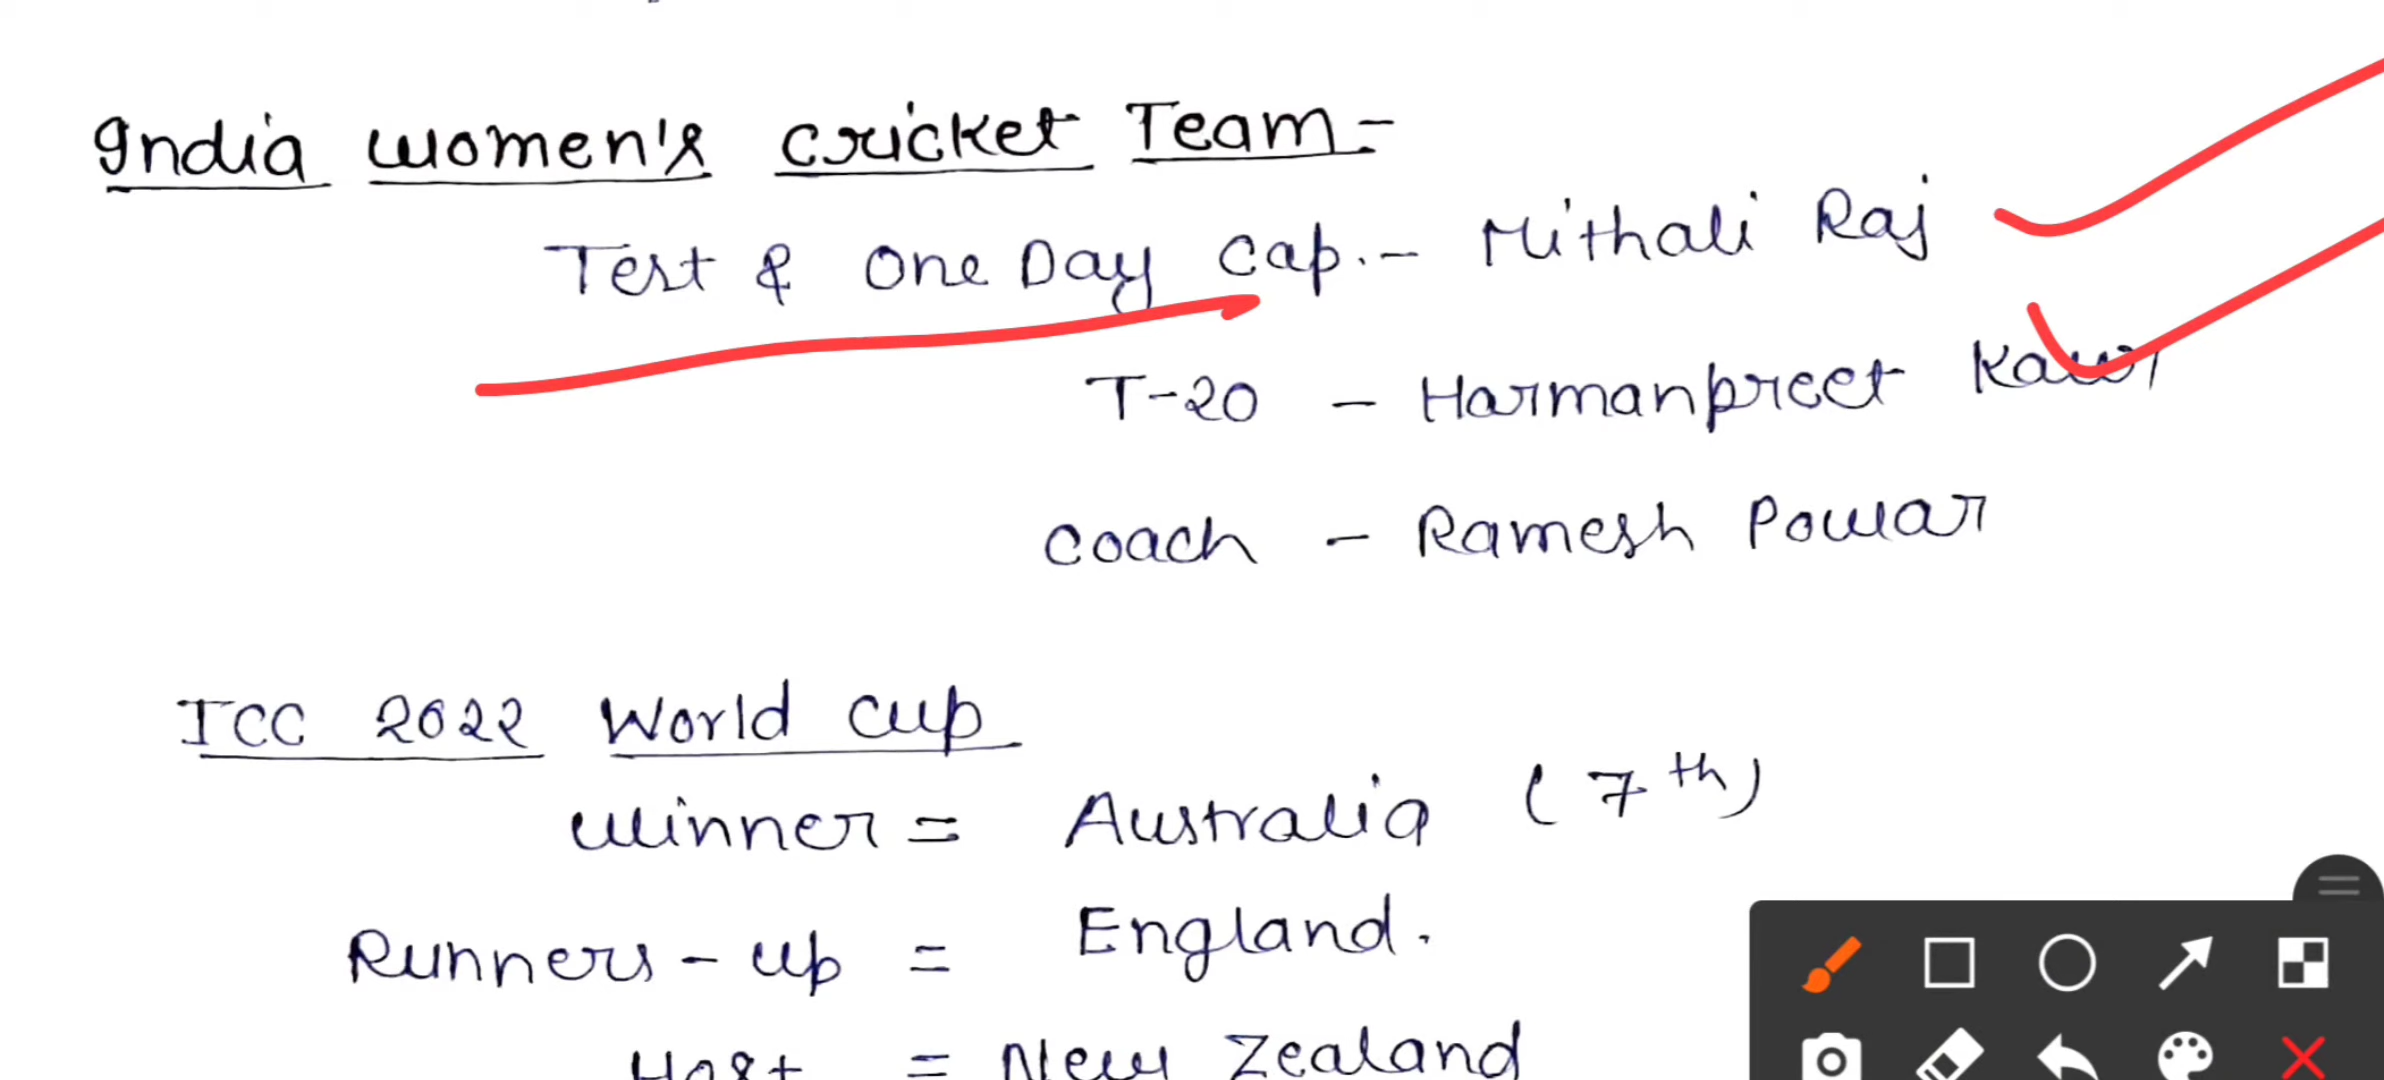 India women's cricket Team-
Test & One Day Cap.- Mithali Raj
T-20 - Harmanpreet Kaur
Coach - Ramesh Powar
ICC 2022 World Cup
Winner = Australia (7th)
Runners-up = England.
Host = New Zealand